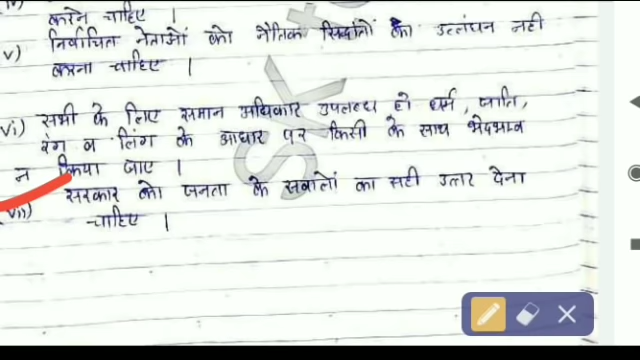 करने चाहिए ।
v) निर्वाचित नेताओं को नैतिक सिद्धांतों का उल्लंघन नही
करना चाहिए ।
vi) सभी के लिए समान अधिकार उपलब्ध हो धर्म, जाति,
रंग व लिंग के आधार पर किसी के साथ भेदभाव
न किया जाए ।
vii) सरकार को जनता के सवालों का सही उत्तर देना
चाहिए ।